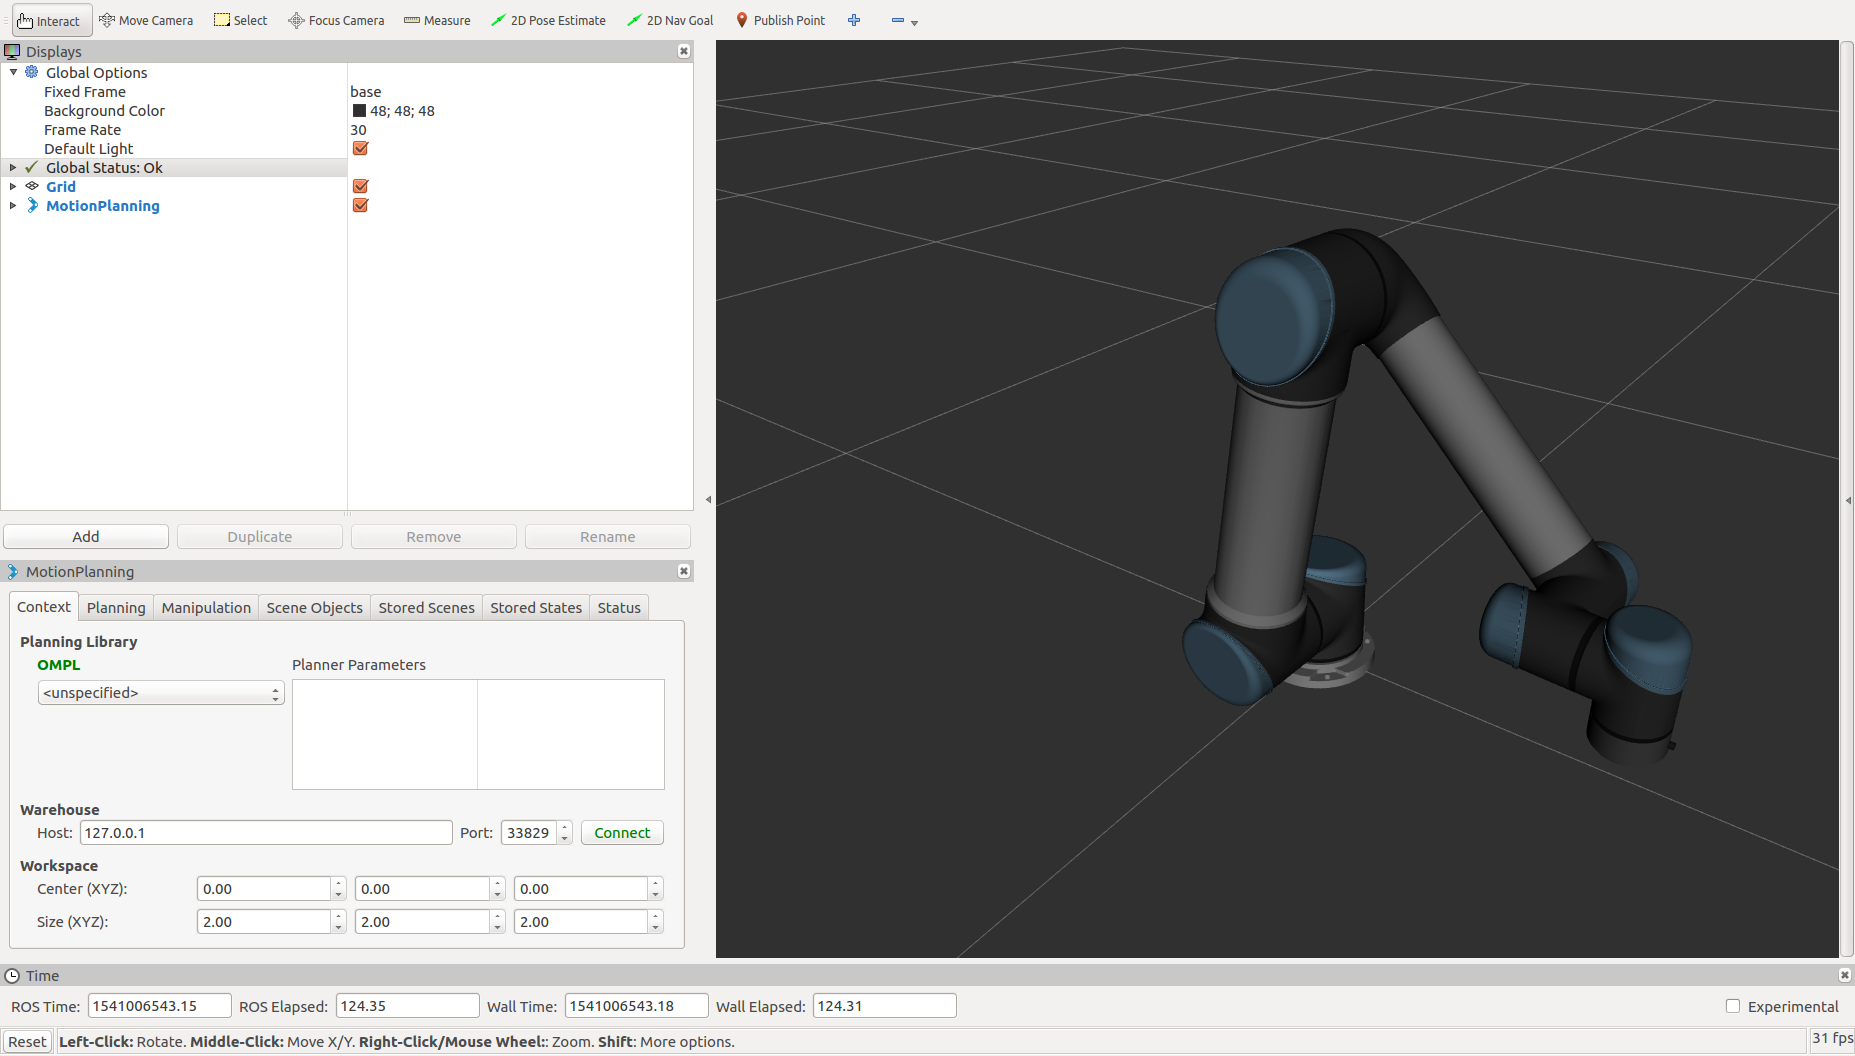 Interact Move Camera Select Focus Camera Measure 2D Pose Estimate 2D Nav Goal Publish Point
Displays
Global Options
Fixed Frame base
Background Color 48; 48; 48
Frame Rate 30
Default Light
Global Status: Ok
Grid
MotionPlanning
Add Duplicate Remove Rename
MotionPlanning
Context Planning Manipulation Scene Objects Stored Scenes Stored States Status
Planning Library
OMPL Planner Parameters
<unspecified>
Warehouse
Host: 127.0.0.1 Port: 33829 Connect
Workspace
Center (XYZ): 0.00 0.00 0.00
Size (XYZ): 2.00 2.00 2.00
Time
ROS Time: 1541006543.15 ROS Elapsed: 124.35 Wall Time: 1541006543.18 Wall Elapsed: 124.31 Experimental
Reset Left-Click: Rotate. Middle-Click: Move X/Y. Right-Click/Mouse Wheel:: Zoom. Shift: More options. 31 fps